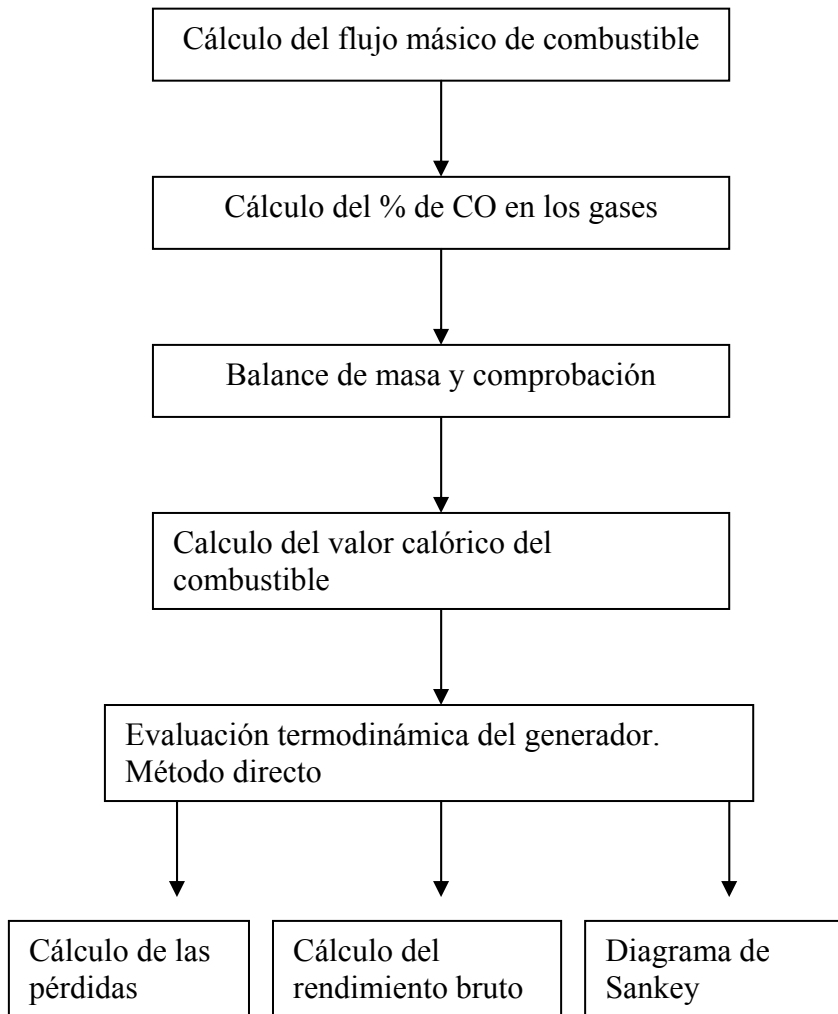 Cálculo del flujo másico de combustible
Cálculo del % de CO en los gases
Balance de masa y comprobación
Calculo del valor calórico del
combustible
Evaluación termodinámica del generador.
Método directo
Cálculo de las
pérdidas
Cálculo del
rendimiento bruto
Diagrama de
Sankey